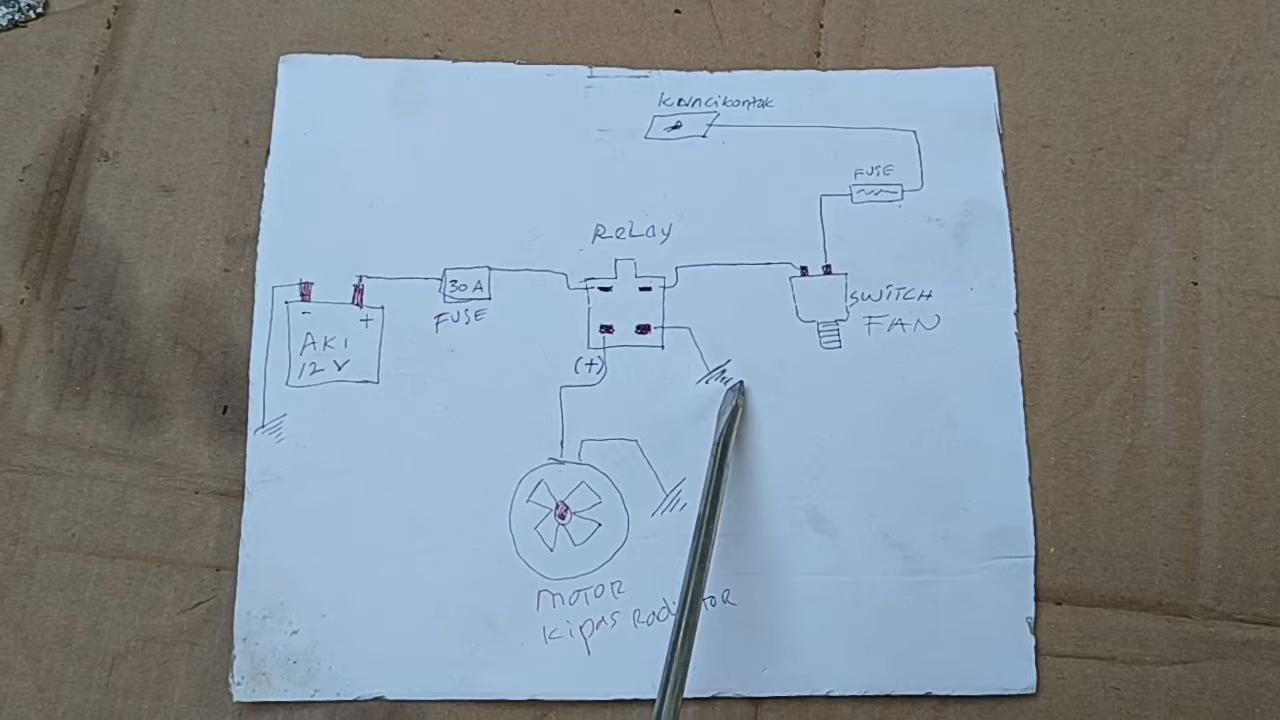 Kuncikontak
FUSE
ReLay
30 A
FUSE
- +
AKI
12 V
SWiTCH
FAN
(+)
MOTOR
Kipas Radiator